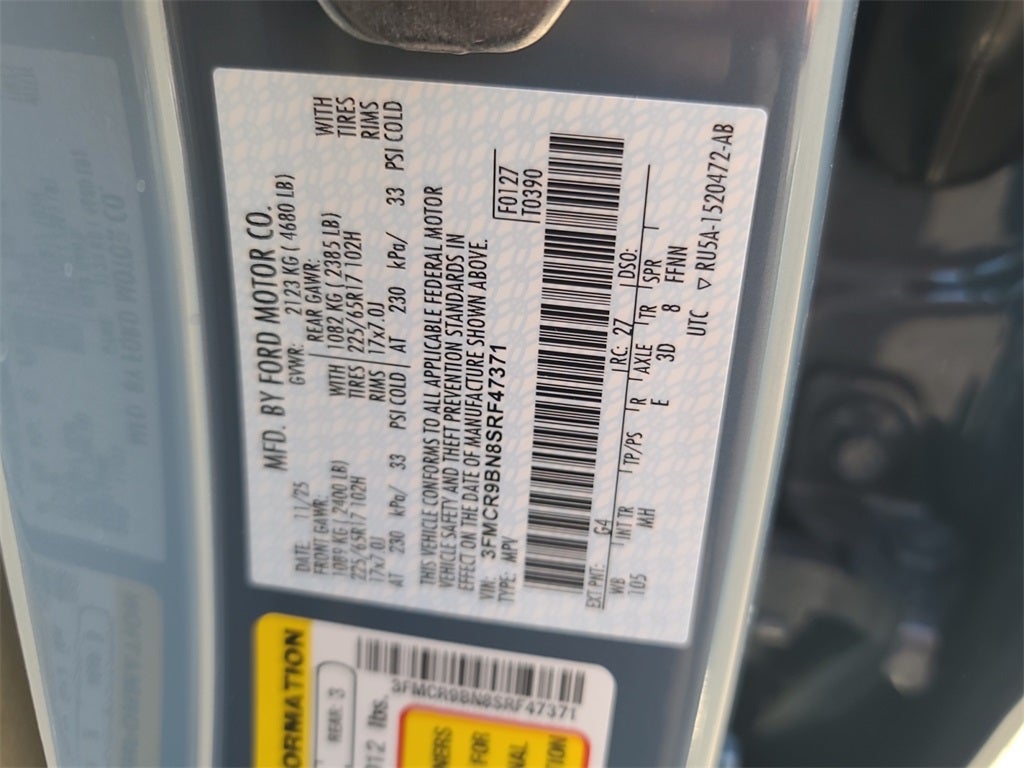 MFD. BY FORD MOTOR CO.
DATE: 11/25 GVWR: 2123 KG ( 4680 LB)
FRONT GAWR: REAR GAWR:
1089 KG ( 2400 LB) WITH 1082 KG ( 2385 LB) WITH
225/65R17 102H TIRES 225/65R17 102H TIRES
17x7.0J RIMS 17x7.0J RIMS
AT 230 kPa/ 33 PSI COLD AT 230 kPa/ 33 PSI COLD
THIS VEHICLE CONFORMS TO ALL APPLICABLE FEDERAL MOTOR
VEHICLE SAFETY AND THEFT PREVENTION STANDARDS IN
EFFECT ON THE DATE OF MANUFACTURE SHOWN ABOVE.
VIN: 3FMCR9BN8SRF47371
TYPE: MPV
F0127
T0390
EXT PNT: G4 RC: 27 DSO:
WB INT TR TP/PS R AXLE TR SPR
105 MH E 3D 8 FFNN
UTC ▽ RU5A-1520472-AB
ORMATION
REAR: 3
lbs.
3FMCR9BN8SRF47371
FOR